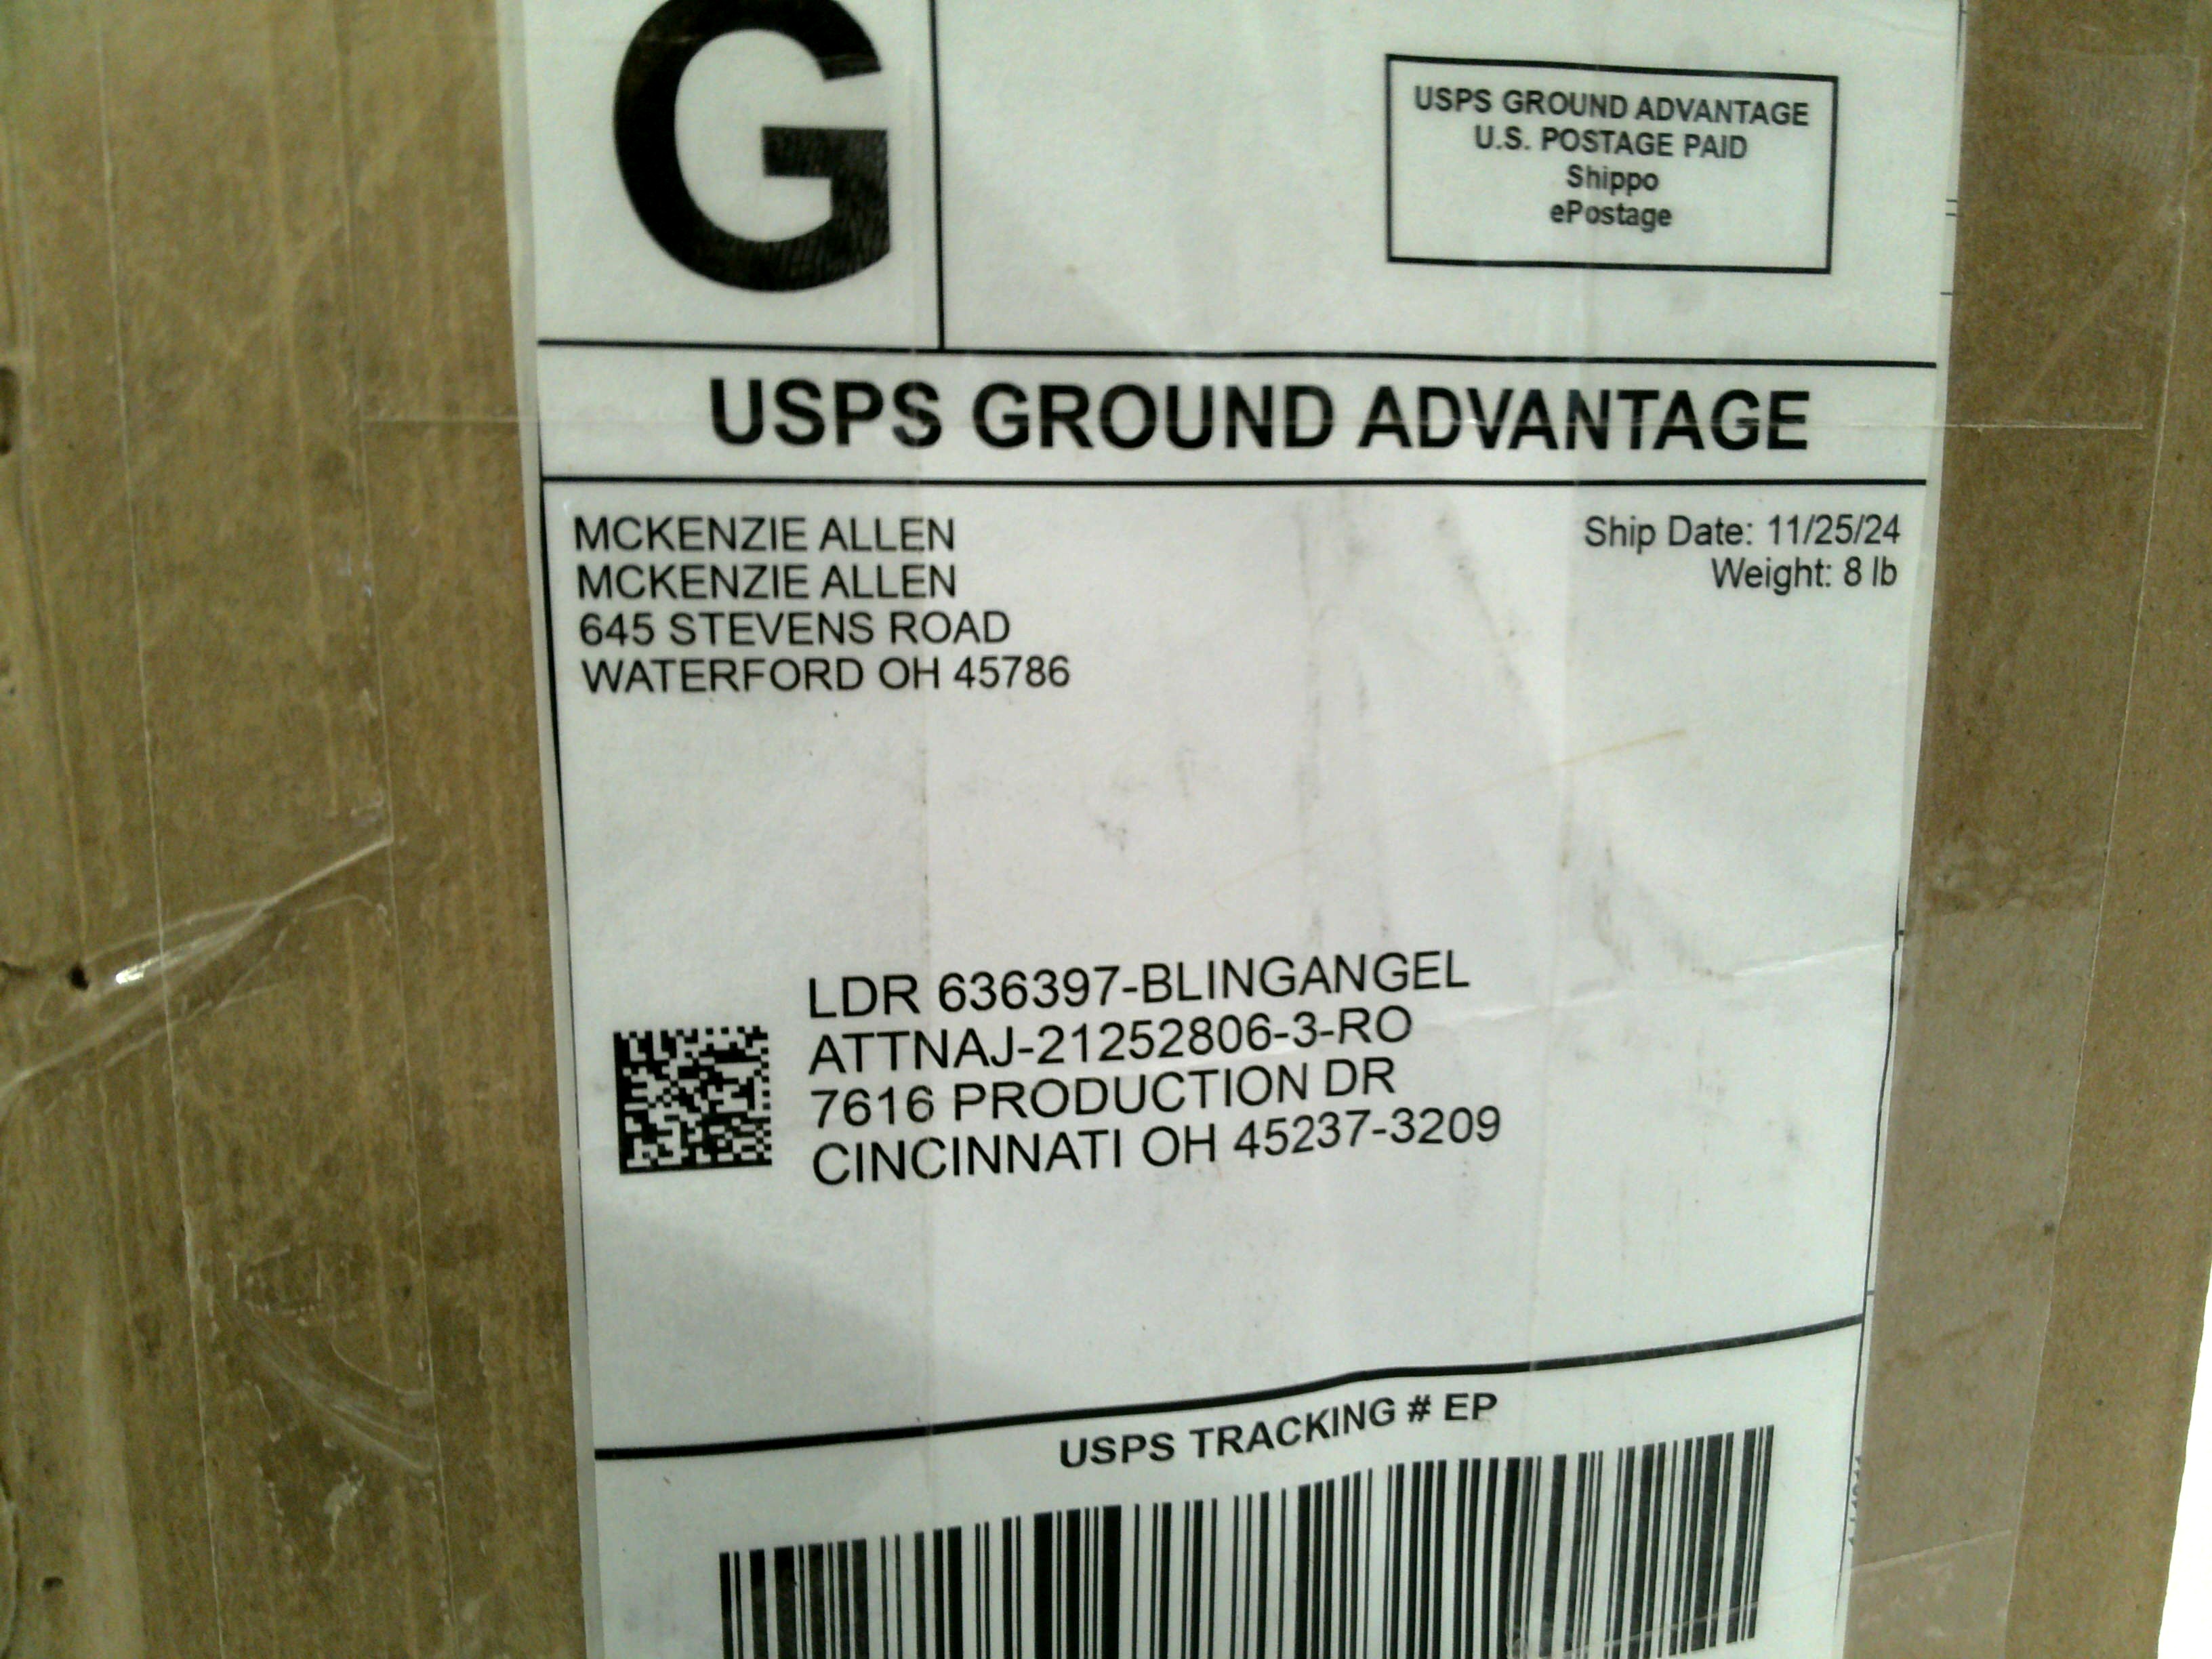 G
USPS GROUND ADVANTAGE
U.S. POSTAGE PAID
Shippo
ePostage
USPS GROUND ADVANTAGE
MCKENZIE ALLEN
MCKENZIE ALLEN
645 STEVENS ROAD
WATERFORD OH 45786
Ship Date: 11/25/24
Weight: 8 lb
LDR 636397-BLINGANGEL
ATTNAJ-21252806-3-RO
7616 PRODUCTION DR
CINCINNATI OH 45237-3209
USPS TRACKING # EP